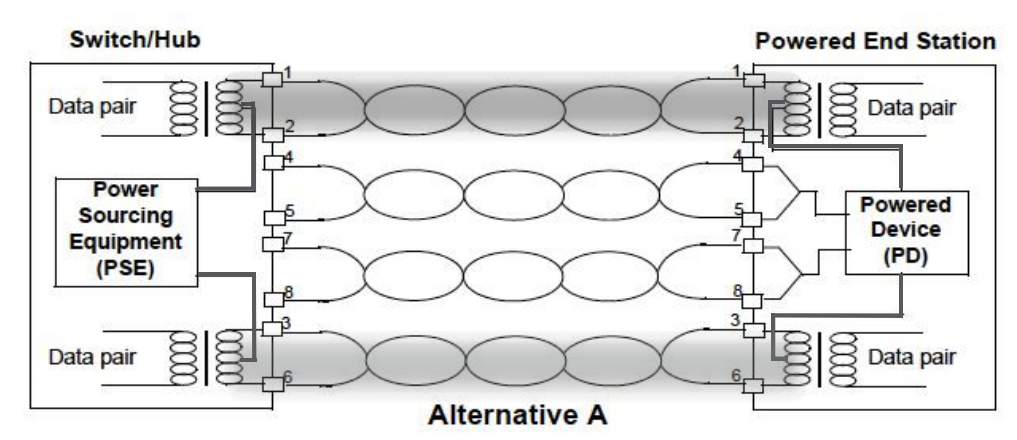 Switch/Hub
Powered End Station
1
1
Data pair
Data pair
2
2
4
4
Power
Sourcing
Equipment
(PSE)
Powered
Device
(PD)
5
5
7
7
8
8
3
3
Data pair
Data pair
6
6
Alternative A